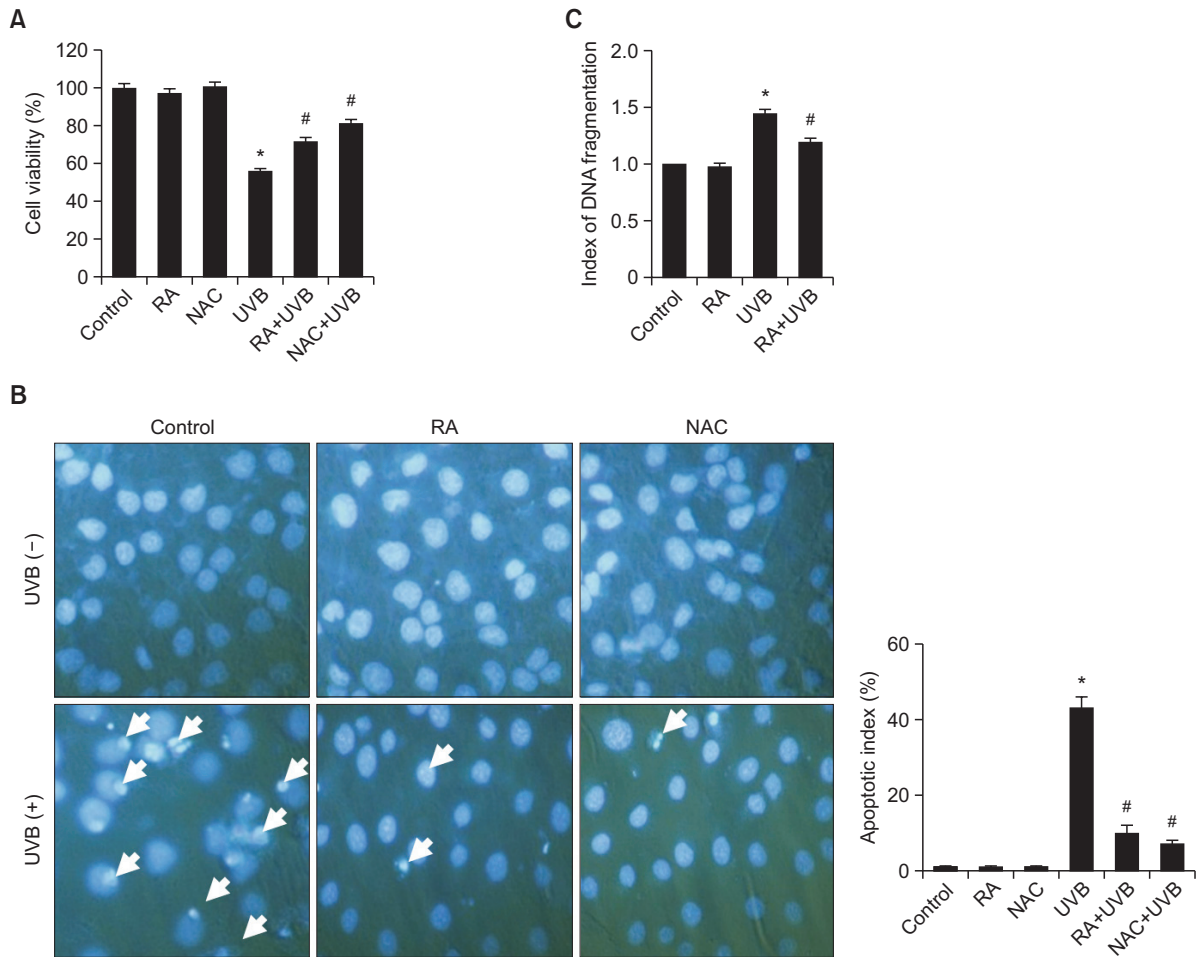 A
Cell viability (%)
120
100
80
60
40
20
0
*
#
#
Control
RA
NAC
UVB
RA+UVB
NAC+UVB
C
Index of DNA fragmentation
2.0
1.5
1.0
0.5
0
*
#
Control
RA
UVB
RA+UVB
B
Control
RA
NAC
UVB (−)
UVB (+)
Apoptotic index (%)
60
40
20
0
*
#
#
Control
RA
NAC
UVB
RA+UVB
NAC+UVB